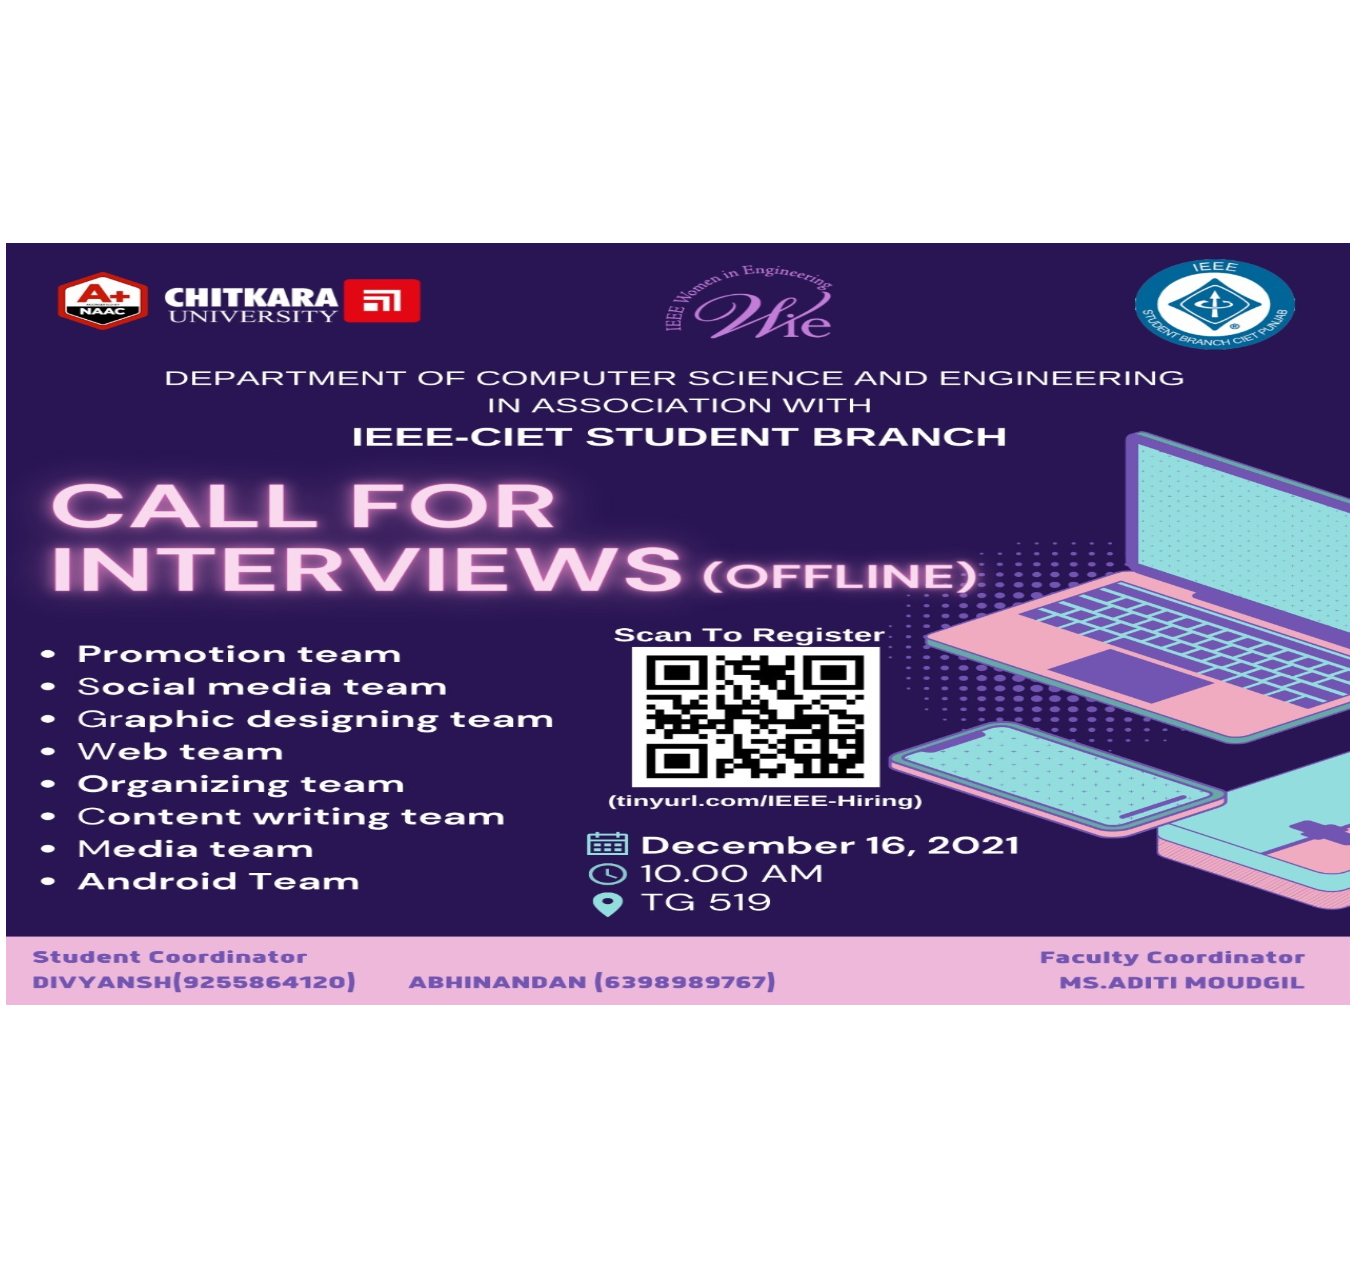 A+
NAAC
CHITKARA
UNIVERSITY
IEEE Women in Engineering
Wie
IEEE
STUDENT BRANCH CIET PUNJAB
®
DEPARTMENT OF COMPUTER SCIENCE AND ENGINEERING
IN ASSOCIATION WITH
IEEE-CIET STUDENT BRANCH
CALL FOR
INTERVIEWS (OFFLINE)
• Promotion team
• Social media team
• Graphic designing team
• Web team
• Organizing team
• Content writing team
• Media team
• Android Team
Scan To Register
(tinyurl.com/IEEE-Hiring)
December 16, 2021
10.00 AM
TG 519
Student Coordinator
DIVYANSH(9255864120) ABHINANDAN (6398989767)
Faculty Coordinator
MS.ADITI MOUDGIL